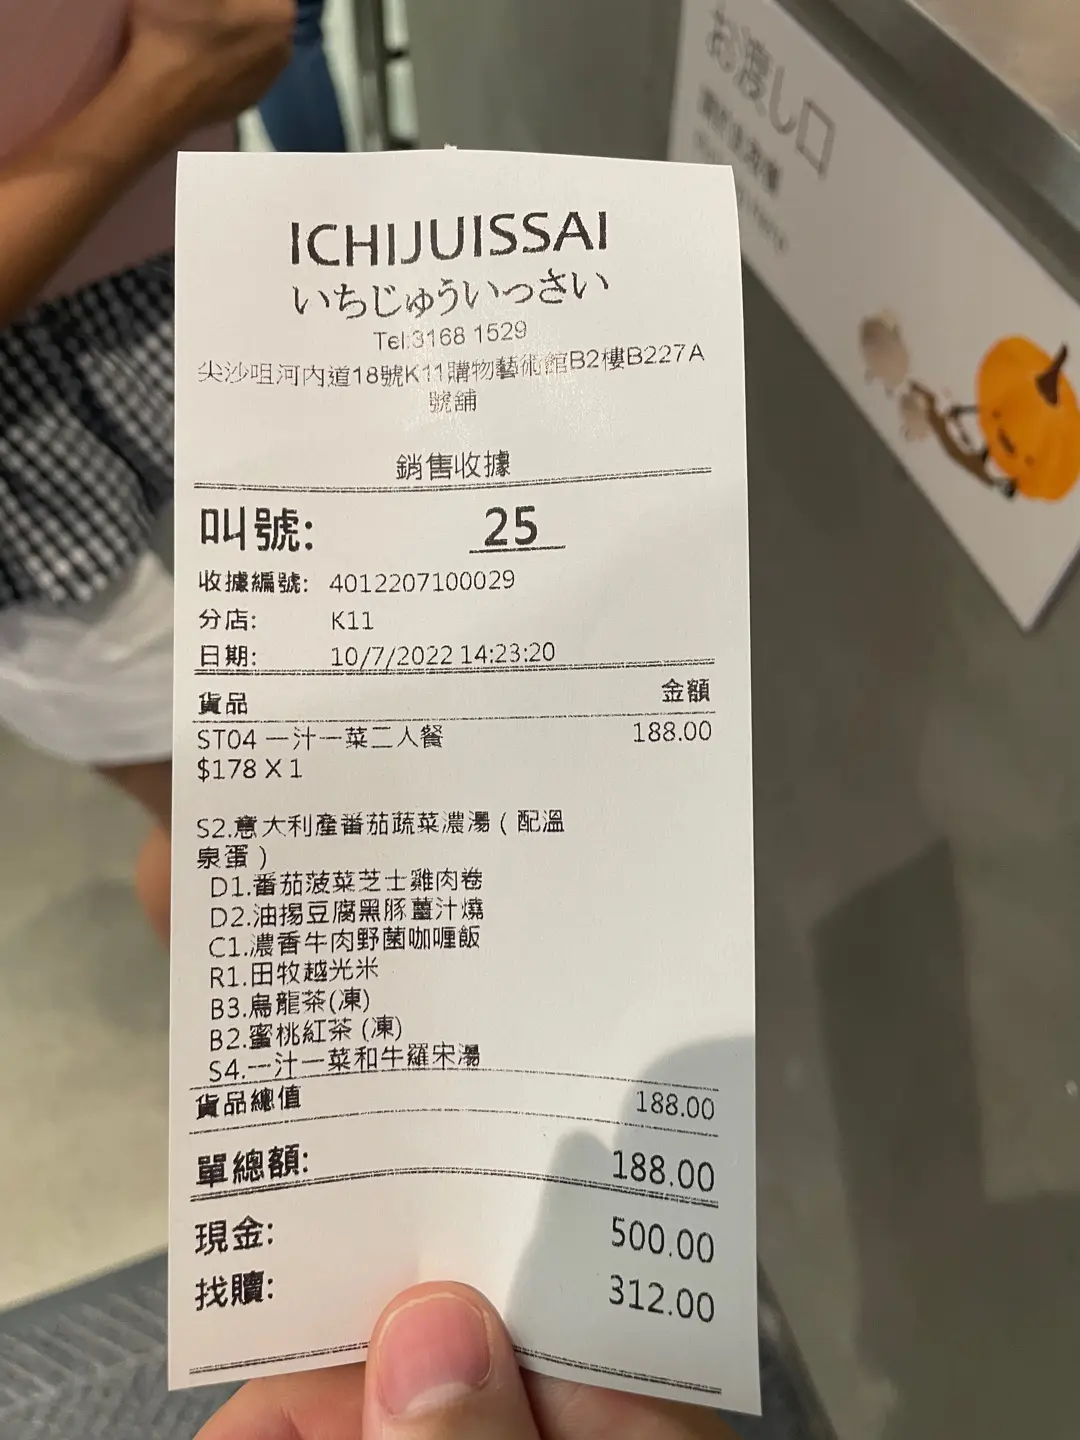 お渡し口
ICHIJUISSAI
いちじゅういっさい
Tel:3168 1529
尖沙咀河內道18號K11購物藝術館B2樓B227A
號舖
銷售收據
叫號: 25
收據編號: 4012207100029
分店: K11
日期: 10/7/2022 14:23:20
貨品 金額
ST04 一汁一菜二人餐 188.00
$178 X 1
S2.意大利產番茄蔬菜濃湯 ( 配溫
泉蛋 )
D1.番茄菠菜芝士雞肉卷
D2.油揚豆腐黑豚薑汁燒
C1.濃香牛肉野菌咖喱飯
R1.田牧越光米
B3.烏龍茶(凍)
B2.蜜桃紅茶 (凍)
S4.一汁一菜和牛羅宋湯
貨品總值 188.00
單總額: 188.00
現金: 500.00
找贖: 312.00